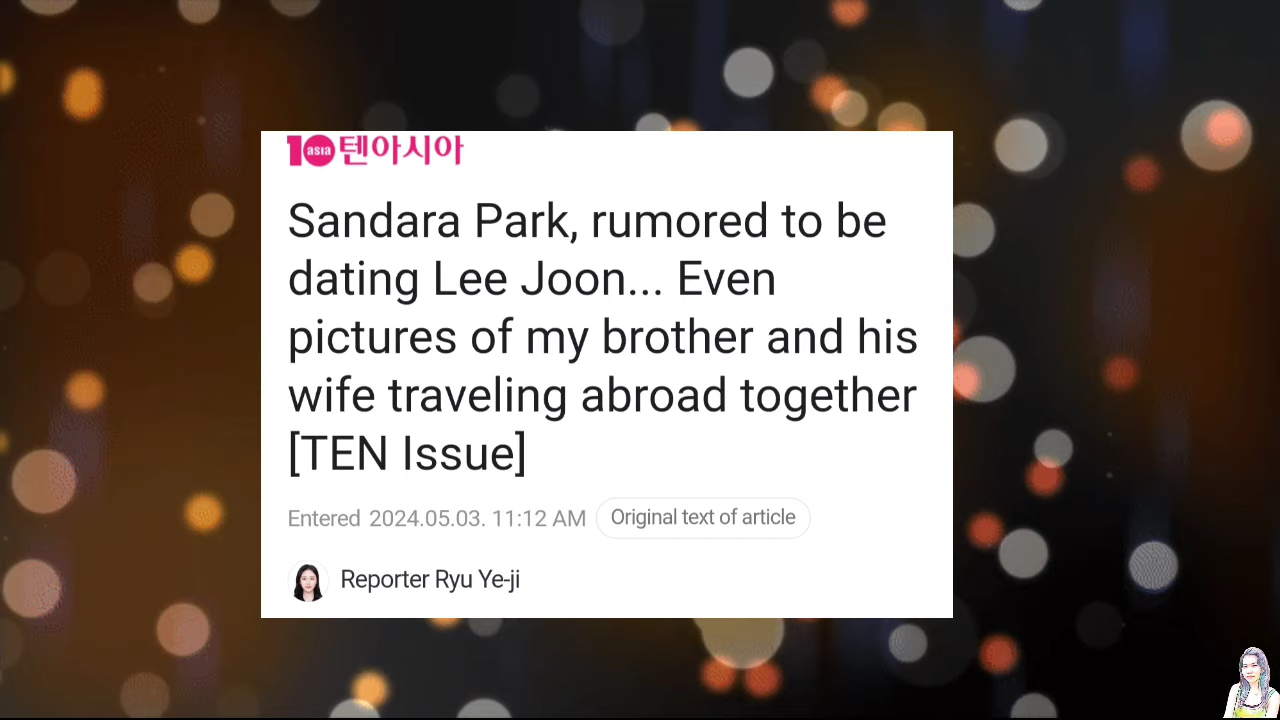 10asia 텐아시아
Sandara Park, rumored to be
dating Lee Joon... Even
pictures of my brother and his
wife traveling abroad together
[TEN Issue]
Entered 2024.05.03. 11:12 AM Original text of article
Reporter Ryu Ye-ji